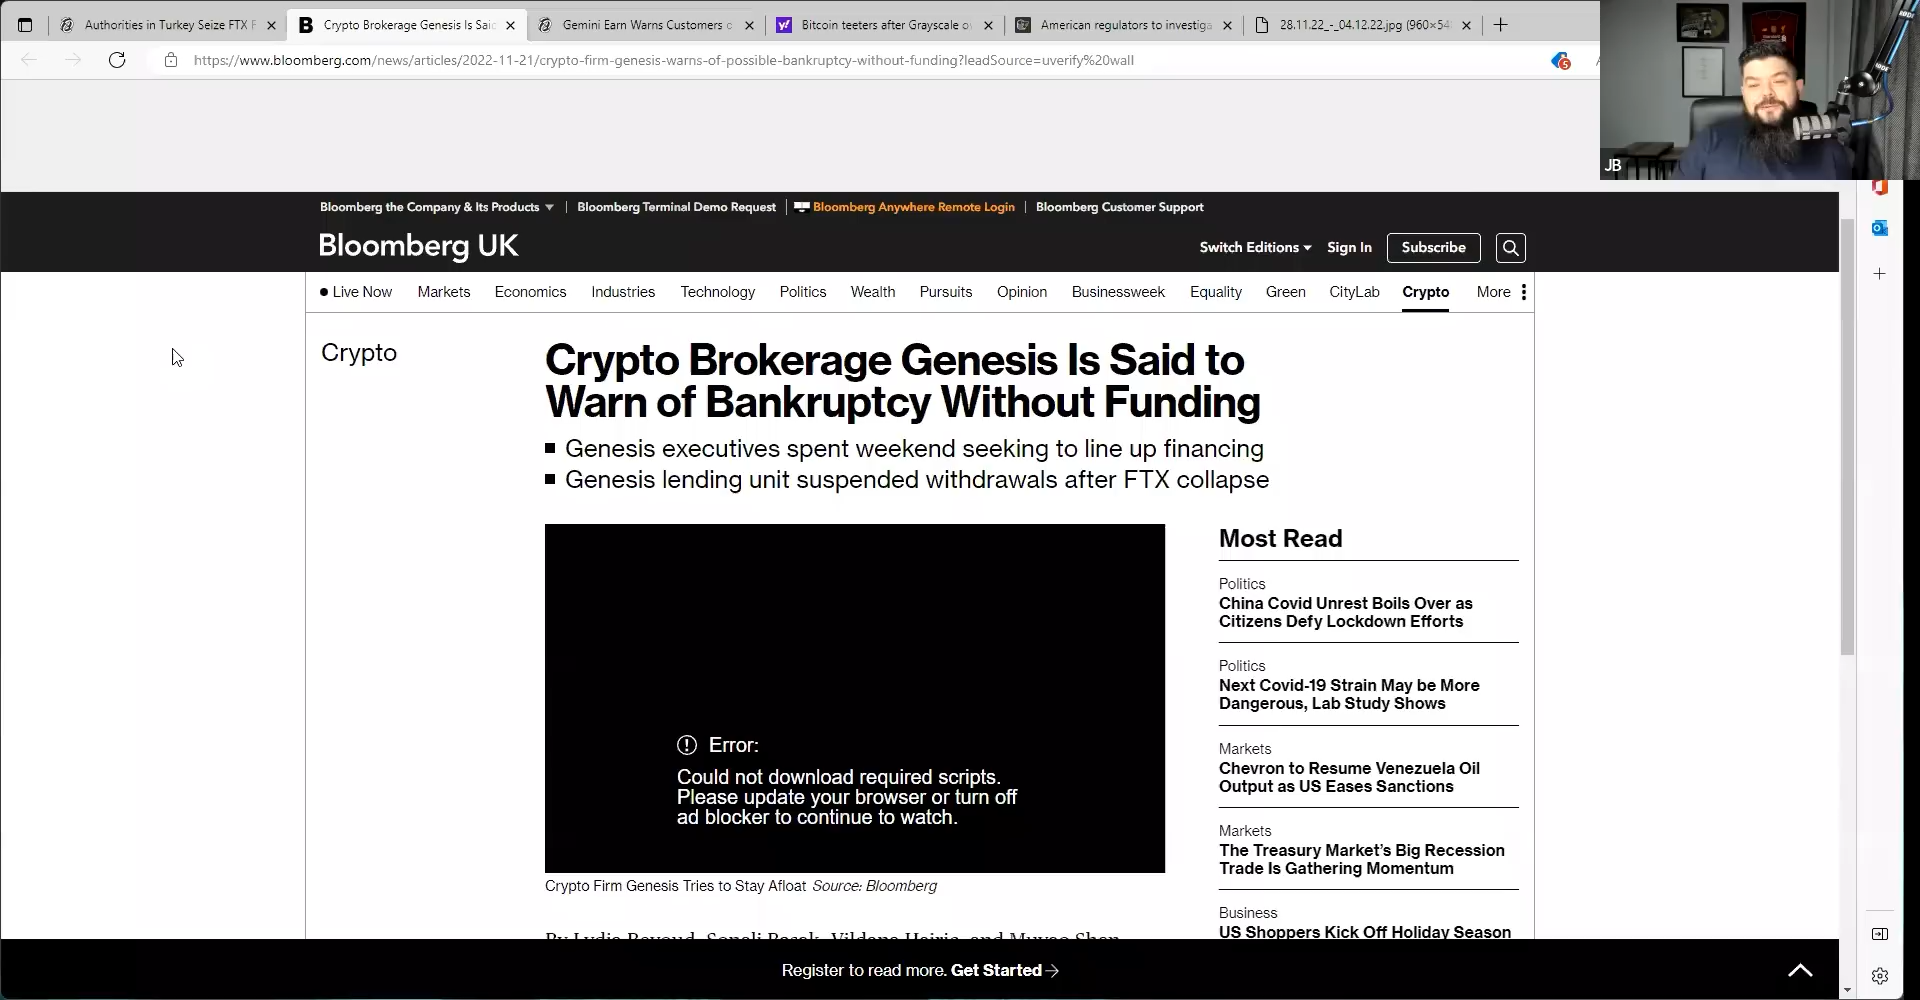 Authorities in Turkey Seize FTX F
Crypto Brokerage Genesis Is Said
Gemini Earn Warns Customers o
Bitcoin teeters after Grayscale o
American regulators to investiga
28.11.22_-_04.12.22.jpg (960×54
https://www.bloomberg.com/news/articles/2022-11-21/crypto-firm-genesis-warns-of-possible-bankruptcy-without-funding?leadSource=uverify%20wall
5
RØDE
RØDE
JB
Bloomberg the Company & Its Products
Bloomberg Terminal Demo Request
Bloomberg Anywhere Remote Login
Bloomberg Customer Support
Bloomberg UK
Switch Editions
Sign In
Subscribe
Live Now Markets Economics Industries Technology Politics Wealth Pursuits Opinion Businessweek Equality Green CityLab Crypto More
Crypto
Crypto Brokerage Genesis Is Said to
Warn of Bankruptcy Without Funding
Genesis executives spent weekend seeking to line up financing
Genesis lending unit suspended withdrawals after FTX collapse
Error:
Could not download required scripts.
Please update your browser or turn off
ad blocker to continue to watch.
Crypto Firm Genesis Tries to Stay Afloat Source: Bloomberg
Most Read
Politics
China Covid Unrest Boils Over as
Citizens Defy Lockdown Efforts
Politics
Next Covid-19 Strain May be More
Dangerous, Lab Study Shows
Markets
Chevron to Resume Venezuela Oil
Output as US Eases Sanctions
Markets
The Treasury Market's Big Recession
Trade Is Gathering Momentum
Business
US Shoppers Kick Off Holiday Season
Register to read more. Get Started